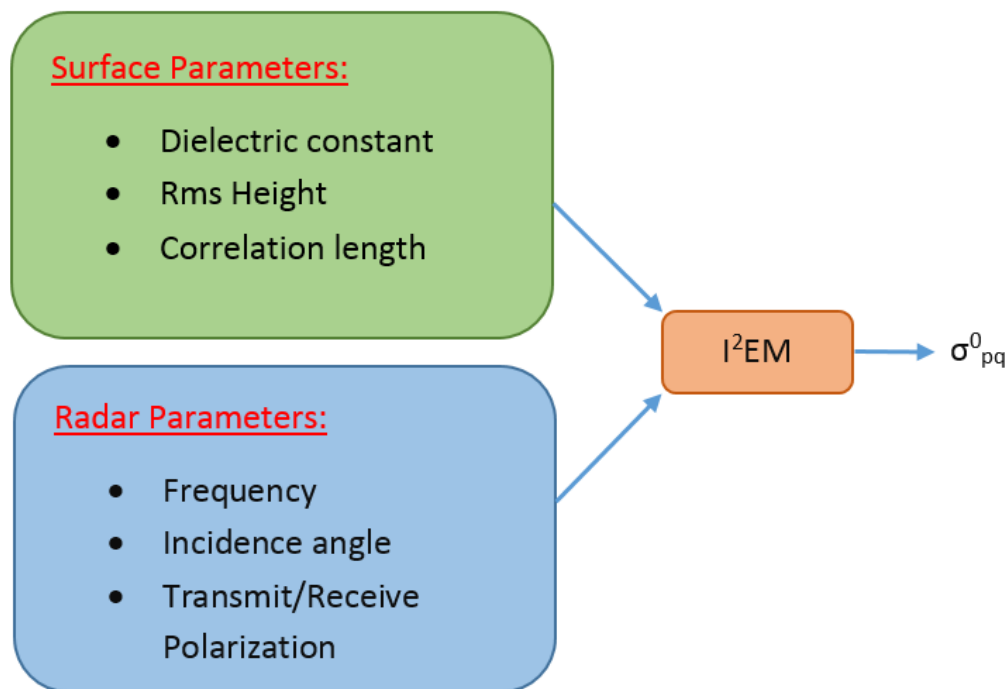 Surface Parameters:
• Dielectric constant
• Rms Height
• Correlation length
I²EM
σ⁰pq
Radar Parameters:
• Frequency
• Incidence angle
• Transmit/Receive
Polarization